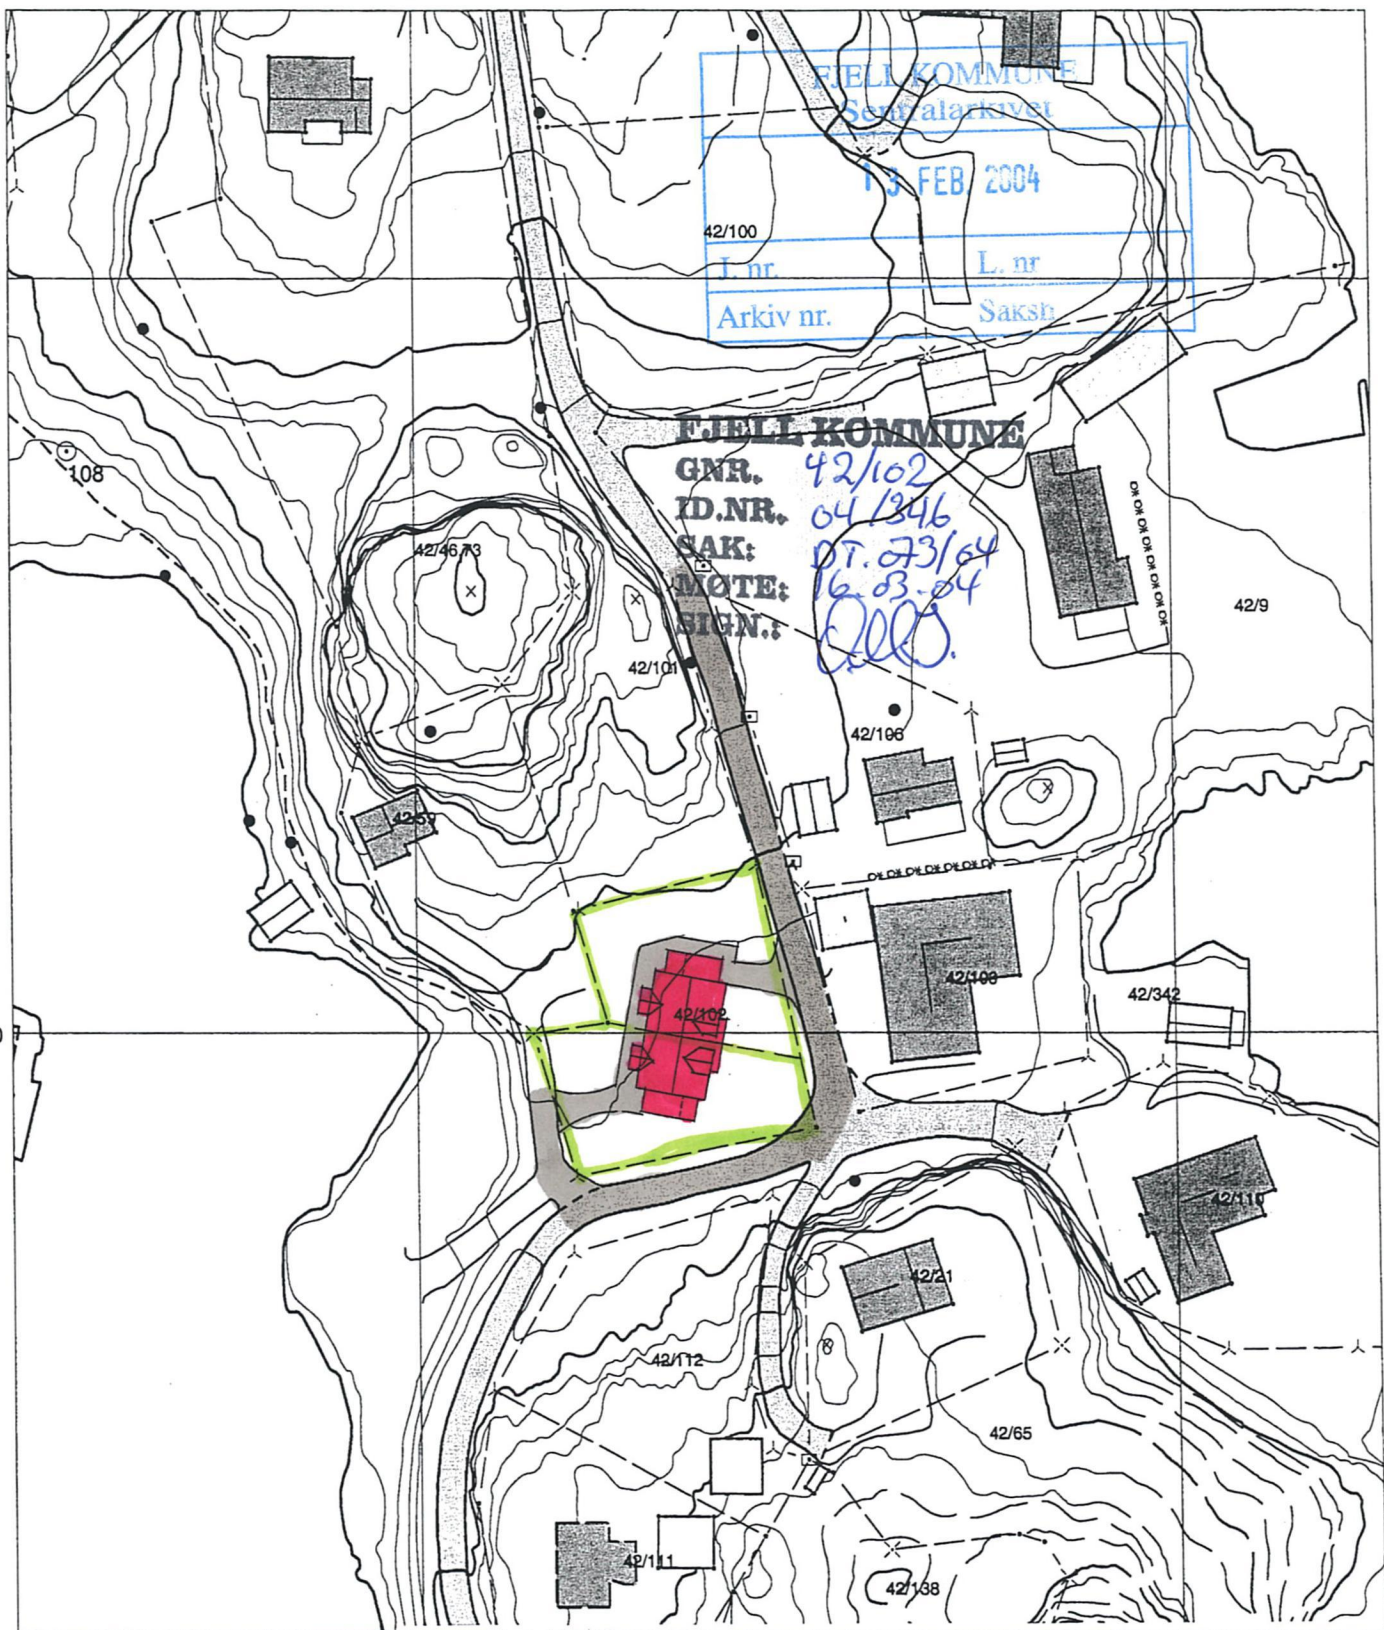 FJELL KOMMUNE
Sentralarkivet
13 FEB. 2004
42/100
J. nr.
L. nr
Arkiv nr.
Saksh
FJELL KOMMUNE
GNR. 42/102
ID.NR. 04/346
SAK: DT. 073/04
MØTE: 16.03.04
SIGN.:
108
42/46,73
42/9
42/101
42/106
42/59
42/103
42/342
42/102
42/110
42/21
42/112
42/65
42/111
42/138